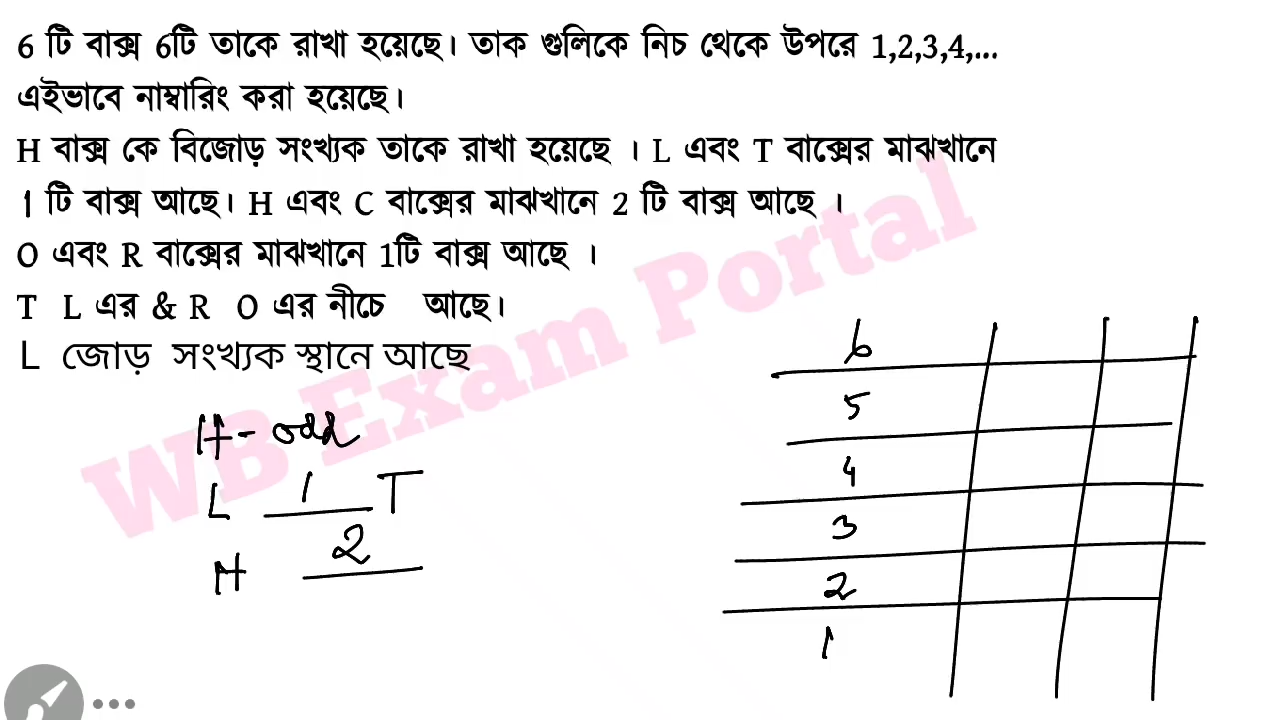 6 টি বাক্স 6টি তাকে রাখা হয়েছে। তাক গুলিকে নিচ থেকে উপরে 1,2,3,4,...
এইভাবে নাম্বারিং করা হয়েছে।
H বাক্স কে বিজোড় সংখ্যক তাকে রাখা হয়েছে । L এবং T বাক্সের মাঝখানে
1 টি বাক্স আছে। H এবং C বাক্সের মাঝখানে 2 টি বাক্স আছে ।
O এবং R বাক্সের মাঝখানে 1টি বাক্স আছে ।
T L এর & R O এর নীচে আছে।
L জোড় সংখ্যক স্থানে আছে
WB Exam Portal
H - odd
L 1 T
H 2
6
5
4
3
2
1